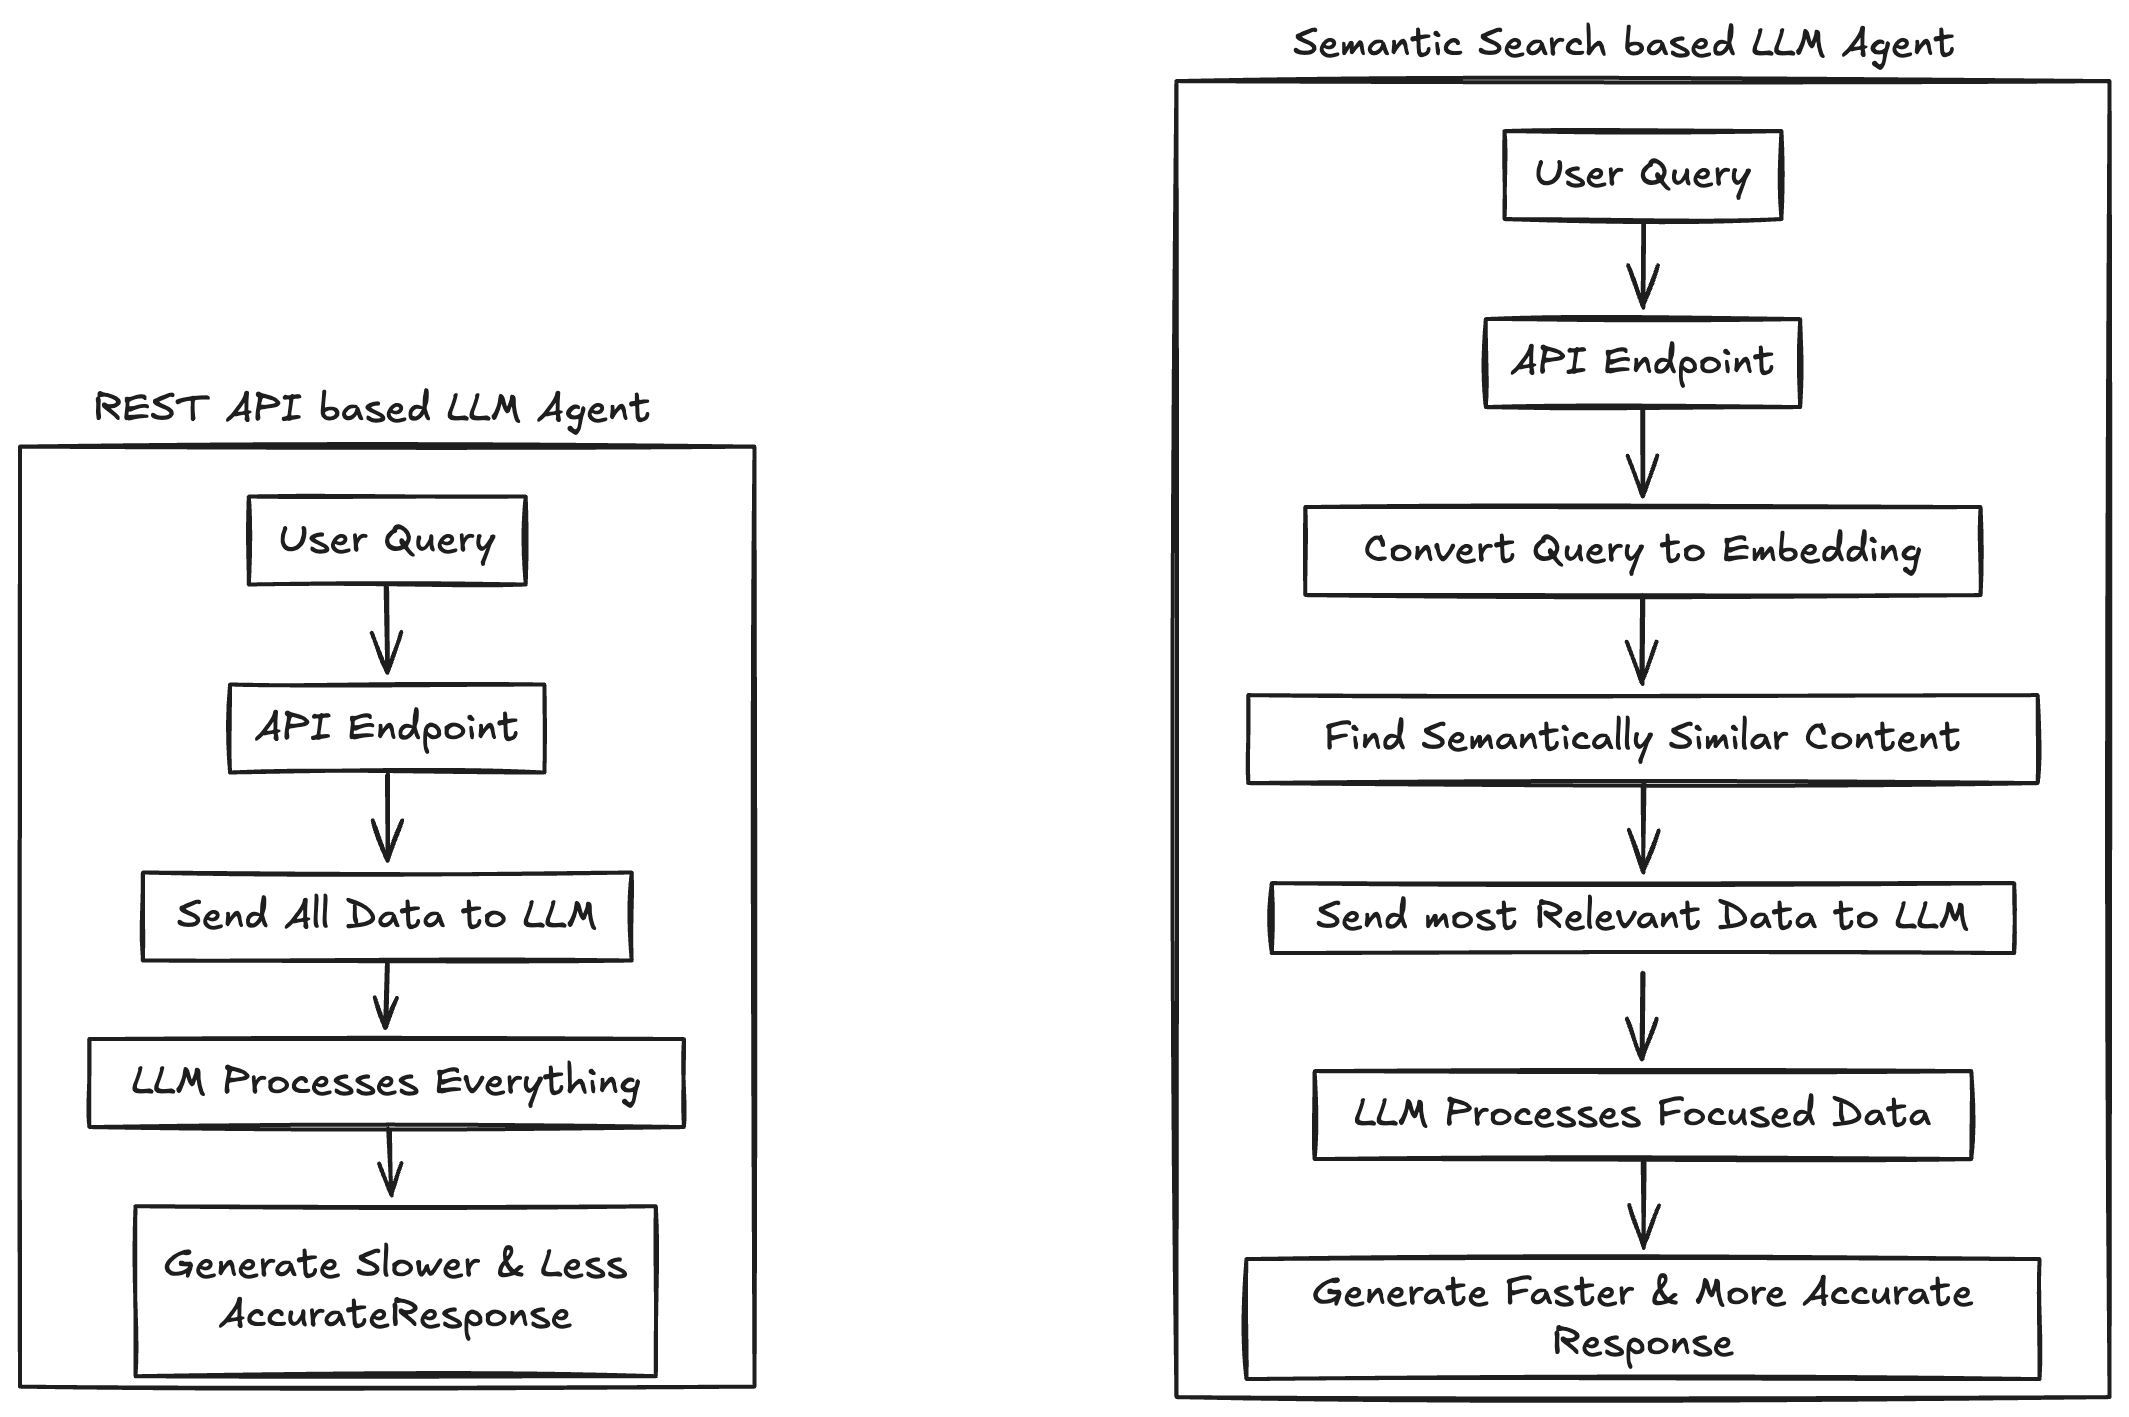 REST API based LLM Agent
User Query
API Endpoint
Send All Data to LLM
LLM Processes Everything
Generate Slower & Less
AccurateResponse
Semantic Search based LLM Agent
User Query
API Endpoint
Convert Query to Embedding
Find Semantically Similar Content
Send most Relevant Data to LLM
LLM Processes Focused Data
Generate Faster & More Accurate
Response